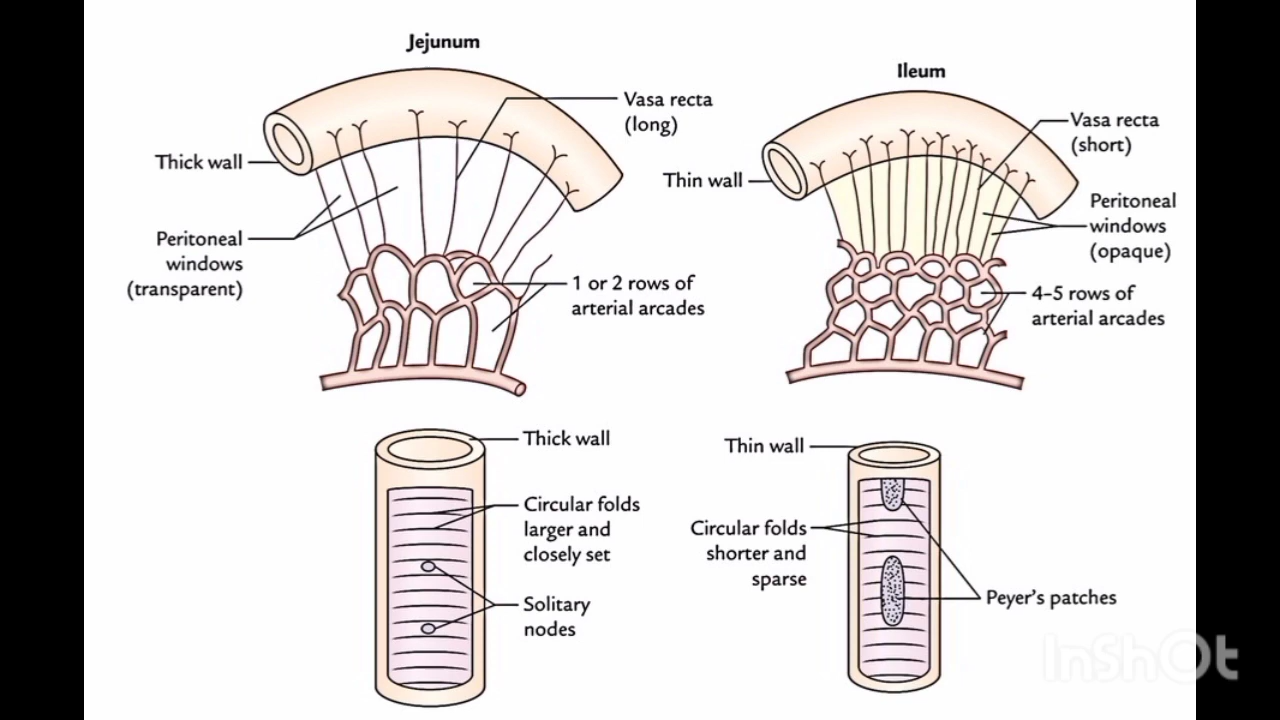 Jejunum
Vasa recta
(long)
Thick wall
Peritoneal
windows
(transparent)
1 or 2 rows of
arterial arcades
Ileum
Vasa recta
(short)
Thin wall
Peritoneal
windows
(opaque)
4-5 rows of
arterial arcades
Thick wall
Circular folds
larger and
closely set
Solitary
nodes
Thin wall
Circular folds
shorter and
sparse
Peyer's patches
InShOt